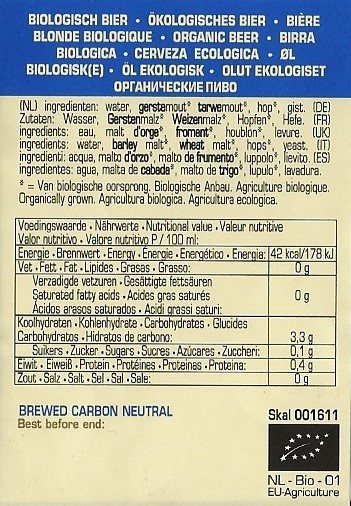 BIOLOGISCH BIER • ÖKOLOGISCHES BIER • BIÈRE
BLONDE BIOLOGIQUE • ORGANIC BEER • BIRRA
BIOLOGICA • CERVEZA ECOLOGICA • ØL
BIOLOGISK(E) • ÖL EKOLOGISK • OLUT EKOLOGISET
ОРГАНИЧЕСКИЕ ПИВО
(NL) ingredienten: water, gerstemout* tarwemout*, hop*, gist. (DE)
Zutaten: Wasser, Gerstenmalz* Weizenmalz*, Hopfen*, Hefe. (FR)
ingrédients: eau, malt d'orge*, froment*, houblon*, levure. (UK)
ingredients: water, barley malt*, wheat malt*, hops*, yeast. (IT)
ingredienti: acqua, malto d'orzo*, malto de frumento*, luppolo*, lievito. (ES)
ingredientes: agua, malta de cabada*, malto de trigo*, lupulo*, lavadura.
* = Van biologische oorsprong. Biologische Anbau. Agriculture biologique.
Organically grown. Agricultura biologica. Agricultura ecologica.
Voedingswaarde • Nährwerte • Nutritional value • Valeur nutritive
Valor nutritivo • Valore nutritivo P / 100 ml:
Energie • Brennwert • Energy • Énergie • Energético • Energia: 42 kcal/178 kJ
Vet • Fett • Fat • Lipides • Grasas • Grasso: 0 g
Verzadigde vetzuren • Gesättigte fettsäuren
Saturated fatty acids • Acides gras saturés 0 g
Ácidos arasos saturados • Acidi grassi saturi:
Koolhydraten • Kohlenhydrate • Carbohydrates • Glucides
Carbohydratos • Hidratos de carbono: 3,3 g
Suikers • Zucker • Sugars • Sucres • Azúcares • Zuccheri: 0,1 g
Eiwit • Eiweiß • Protein • Protéines • Proteinas • Proteina: 0,4 g
Zout • Salz • Salt • Sel • Sal • Sale: 0 g
BREWED CARBON NEUTRAL
Best before end:
Skal 001611
NL - Bio - 01
EU-Agriculture